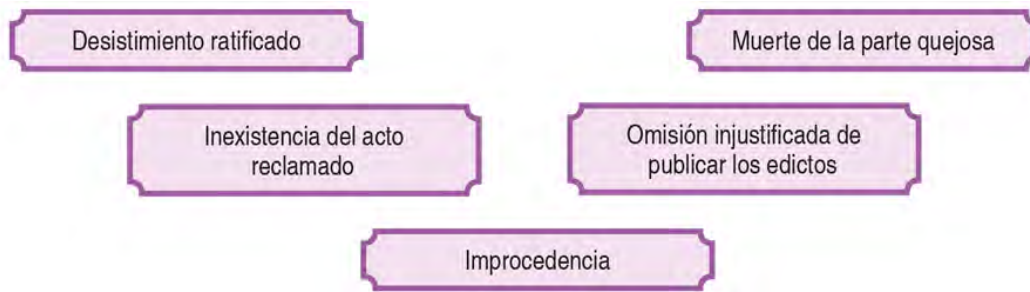 Desistimiento ratificado
Muerte de la parte quejosa
Inexistencia del acto
reclamado
Omisión injustificada de
publicar los edictos
Improcedencia